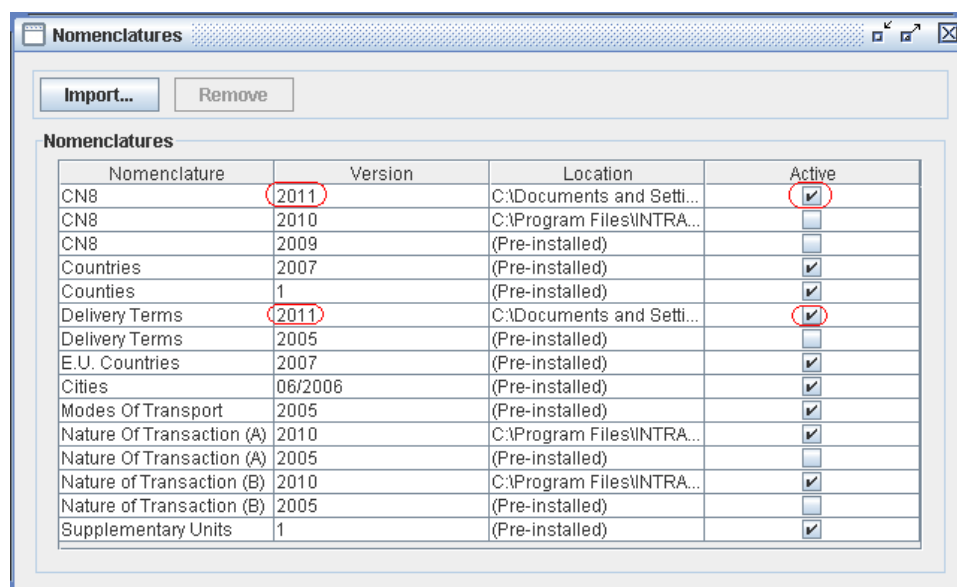 Nomenclatures
Import... Remove
Nomenclatures
Nomenclature Version Location Active
CN8 2011 C:\Documents and Setti...
CN8 2010 C:\Program Files\INTRA...
CN8 2009 (Pre-installed)
Countries 2007 (Pre-installed)
Counties 1 (Pre-installed)
Delivery Terms 2011 C:\Documents and Setti...
Delivery Terms 2005 (Pre-installed)
E.U. Countries 2007 (Pre-installed)
Cities 06/2006 (Pre-installed)
Modes Of Transport 2005 (Pre-installed)
Nature Of Transaction (A) 2010 C:\Program Files\INTRA...
Nature Of Transaction (A) 2005 (Pre-installed)
Nature of Transaction (B) 2010 C:\Program Files\INTRA...
Nature of Transaction (B) 2005 (Pre-installed)
Supplementary Units 1 (Pre-installed)